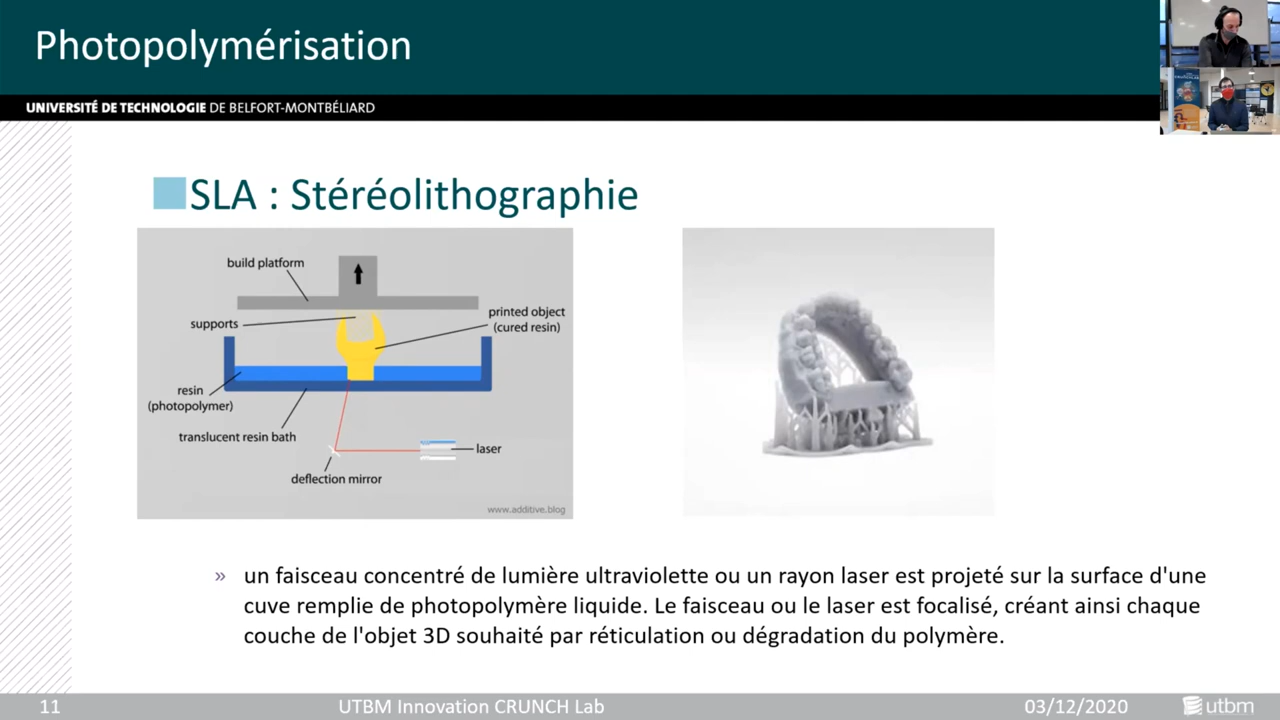 Photopolymérisation
UNIVERSITÉ DE TECHNOLOGIE DE BELFORT-MONTBÉLIARD
SLA : Stéréolithographie
build platform
supports
printed object
(cured resin)
resin
(photopolymer)
translucent resin bath
laser
deflection mirror
www.additive.blog
» un faisceau concentré de lumière ultraviolette ou un rayon laser est projeté sur la surface d'une
cuve remplie de photopolymère liquide. Le faisceau ou le laser est focalisé, créant ainsi chaque
couche de l'objet 3D souhaité par réticulation ou dégradation du polymère.
11
UTBM Innovation CRUNCH Lab
03/12/2020
utbm